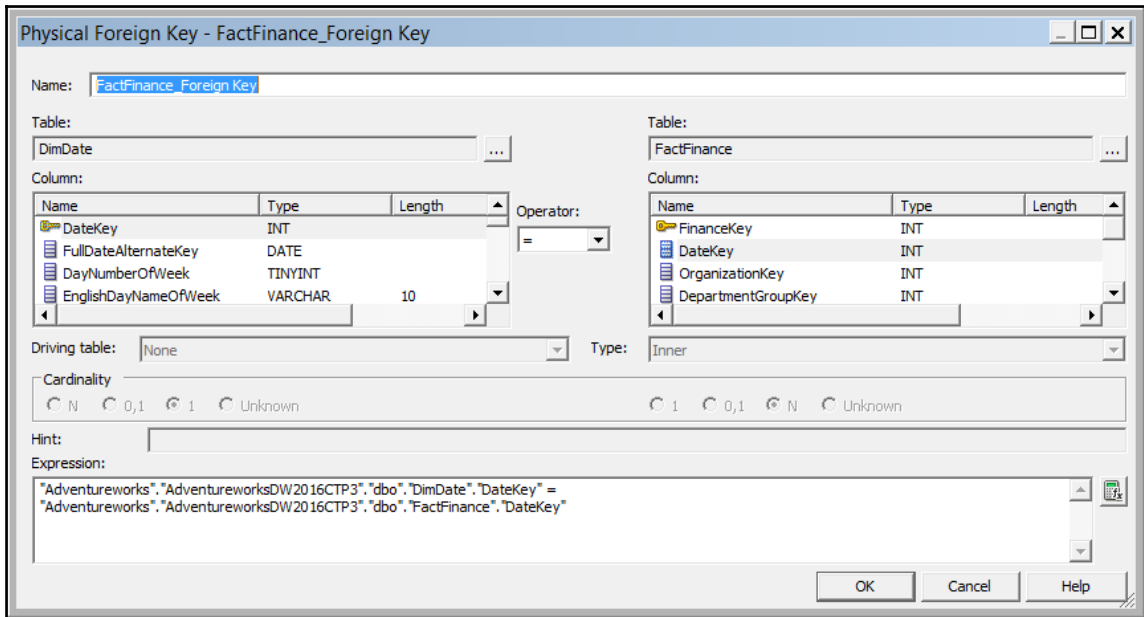 Physical Foreign Key - FactFinance_Foreign Key
Name: FactFinance_Foreign Key
Table: Table:
DimDate ... FactFinance ...
Column: Column:
Name Type Length Operator: Name Type Length
DateKey INT = FinanceKey INT
FullDateAlternateKey DATE DateKey INT
DayNumberOfWeek TINYINT OrganizationKey INT
EnglishDayNameOfWeek VARCHAR 10 DepartmentGroupKey INT
Driving table: None Type: Inner
Cardinality
N 0,1 1 Unknown 1 0,1 N Unknown
Hint:
Expression:
"Adventureworks"."AdventureworksDW2016CTP3"."dbo"."DimDate"."DateKey" =
"Adventureworks"."AdventureworksDW2016CTP3"."dbo"."FactFinance"."DateKey"
OK Cancel Help